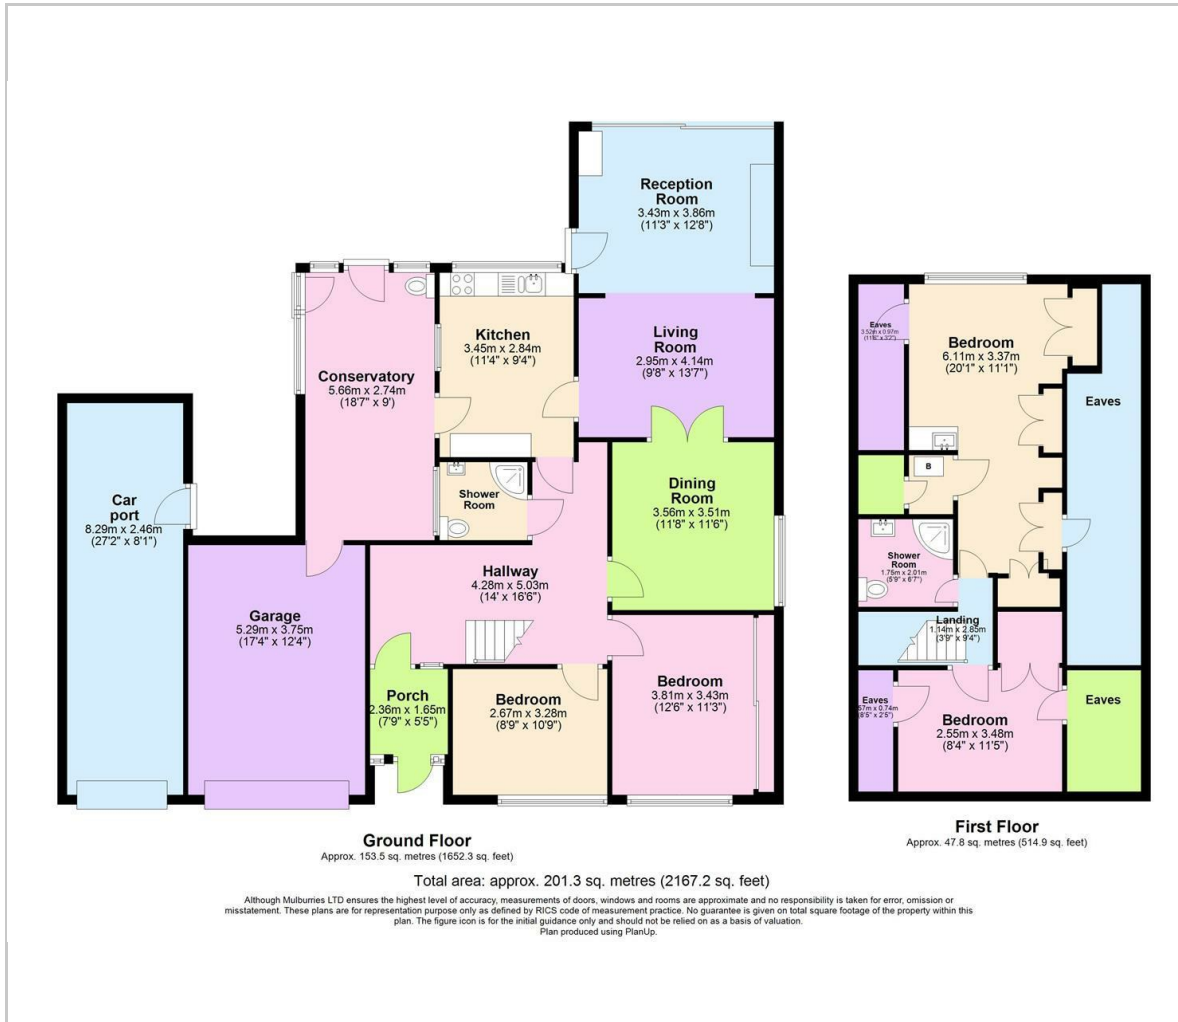 Reception
Room
3.43m x 3.86m
(11'3" x 12'8")
Living
Room
2.95m x 4.14m
(9'8" x 13'7")
Kitchen
3.45m x 2.84m
(11'4" x 9'4")
Conservatory
5.66m x 2.74m
(18'7" x 9')
Car
port
8.29m x 2.46m
(27'2" x 8'1")
Shower
Room
Dining
Room
3.56m x 3.51m
(11'8" x 11'6")
Hallway
4.28m x 5.03m
(14' x 16'6")
Garage
5.29m x 3.75m
(17'4" x 12'4")
Porch
2.36m x 1.65m
(7'9" x 5'5")
Bedroom
2.67m x 3.28m
(8'9" x 10'9")
Bedroom
3.81m x 3.43m
(12'6" x 11'3")
Ground Floor
Approx. 153.5 sq. metres (1652.3 sq. feet)
Eaves
3.52m x 0.97m
Bedroom
6.11m x 3.37m
(20'1" x 11'1")
Eaves
B
Shower
Room
1.75m x 2.01m
(5'9" x 6'7")
Landing
1.14m x 2.85m
(3'9" x 9'4")
Eaves
x 0.74m
(8'5" x 2'5")
Bedroom
2.55m x 3.48m
(8'4" x 11'5")
Eaves
First Floor
Approx. 47.8 sq. metres (514.9 sq. feet)
Total area: approx. 201.3 sq. metres (2167.2 sq. feet)
Although Mulburries LTD ensures the highest level of accuracy, measurements of doors, windows and rooms are approximate and no responsibility is taken for error, omission or
misstatement. These plans are for representation purpose only as defined by RICS code of measurement practice. No guarantee is given on total square footage of the property within this
plan. The figure icon is for the initial guidance only and should not be relied on as a basis of valuation.
Plan produced using PlanUp.